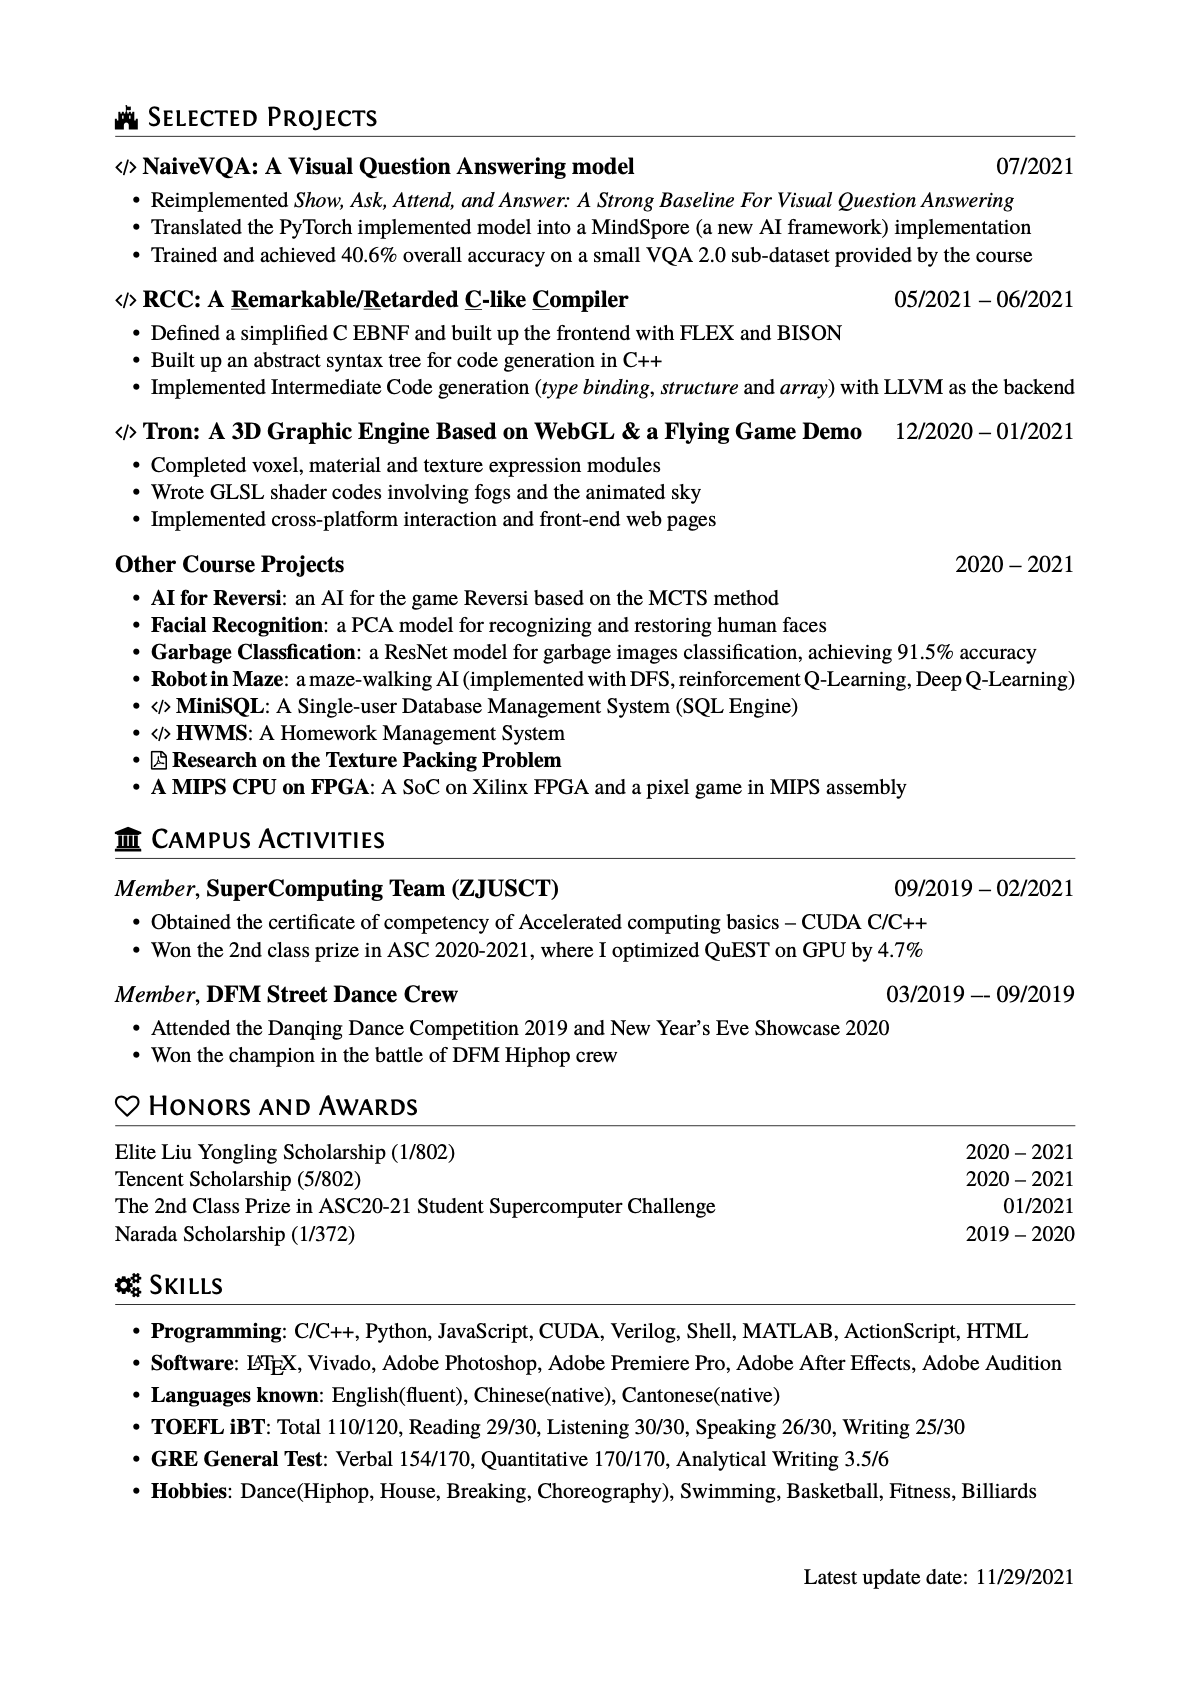 Selected Projects
NaiveVQA: A Visual Question Answering model 07/2021
• Reimplemented Show, Ask, Attend, and Answer: A Strong Baseline For Visual Question Answering
• Translated the PyTorch implemented model into a MindSpore (a new AI framework) implementation
• Trained and achieved 40.6% overall accuracy on a small VQA 2.0 sub-dataset provided by the course
RCC: A Remarkable/Retarded C-like Compiler 05/2021 – 06/2021
• Defined a simplified C EBNF and built up the frontend with FLEX and BISON
• Built up an abstract syntax tree for code generation in C++
• Implemented Intermediate Code generation (type binding, structure and array) with LLVM as the backend
Tron: A 3D Graphic Engine Based on WebGL & a Flying Game Demo 12/2020 – 01/2021
• Completed voxel, material and texture expression modules
• Wrote GLSL shader codes involving fogs and the animated sky
• Implemented cross-platform interaction and front-end web pages
Other Course Projects 2020 – 2021
• AI for Reversi: an AI for the game Reversi based on the MCTS method
• Facial Recognition: a PCA model for recognizing and restoring human faces
• Garbage Classfication: a ResNet model for garbage images classification, achieving 91.5% accuracy
• Robot in Maze: a maze-walking AI (implemented with DFS, reinforcement Q-Learning, Deep Q-Learning)
• MiniSQL: A Single-user Database Management System (SQL Engine)
• HWMS: A Homework Management System
• Research on the Texture Packing Problem
• A MIPS CPU on FPGA: A SoC on Xilinx FPGA and a pixel game in MIPS assembly
Campus Activities
Member, SuperComputing Team (ZJUSCT) 09/2019 – 02/2021
• Obtained the certificate of competency of Accelerated computing basics – CUDA C/C++
• Won the 2nd class prize in ASC 2020-2021, where I optimized QuEST on GPU by 4.7%
Member, DFM Street Dance Crew 03/2019 –- 09/2019
• Attended the Danqing Dance Competition 2019 and New Year’s Eve Showcase 2020
• Won the champion in the battle of DFM Hiphop crew
Honors and Awards
Elite Liu Yongling Scholarship (1/802) 2020 – 2021
Tencent Scholarship (5/802) 2020 – 2021
The 2nd Class Prize in ASC20-21 Student Supercomputer Challenge 01/2021
Narada Scholarship (1/372) 2019 – 2020
Skills
• Programming: C/C++, Python, JavaScript, CUDA, Verilog, Shell, MATLAB, ActionScript, HTML
• Software: LATEX, Vivado, Adobe Photoshop, Adobe Premiere Pro, Adobe After Effects, Adobe Audition
• Languages known: English(fluent), Chinese(native), Cantonese(native)
• TOEFL iBT: Total 110/120, Reading 29/30, Listening 30/30, Speaking 26/30, Writing 25/30
• GRE General Test: Verbal 154/170, Quantitative 170/170, Analytical Writing 3.5/6
• Hobbies: Dance(Hiphop, House, Breaking, Choreography), Swimming, Basketball, Fitness, Billiards
Latest update date: 11/29/2021